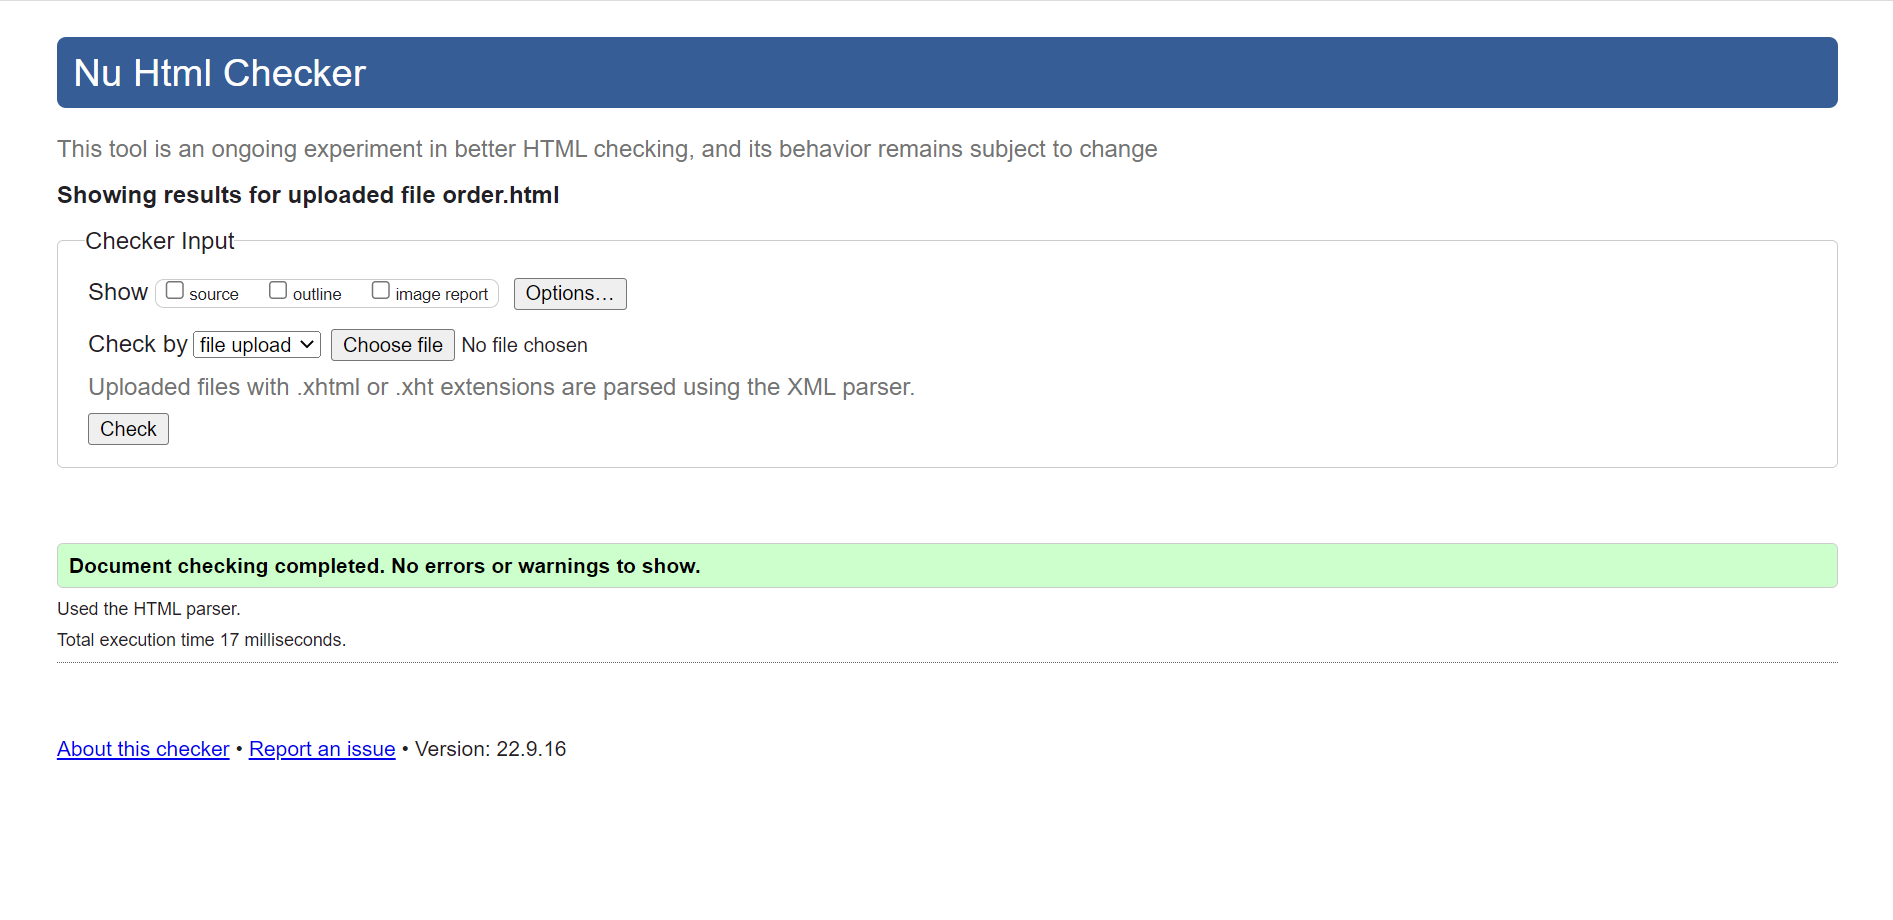 Nu Html Checker
This tool is an ongoing experiment in better HTML checking, and its behavior remains subject to change
Showing results for uploaded file order.html
Checker Input
Show source outline image report Options…
Check by file upload Choose file No file chosen
Uploaded files with .xhtml or .xht extensions are parsed using the XML parser.
Check
Document checking completed. No errors or warnings to show.
Used the HTML parser.
Total execution time 17 milliseconds.
About this checker • Report an issue • Version: 22.9.16